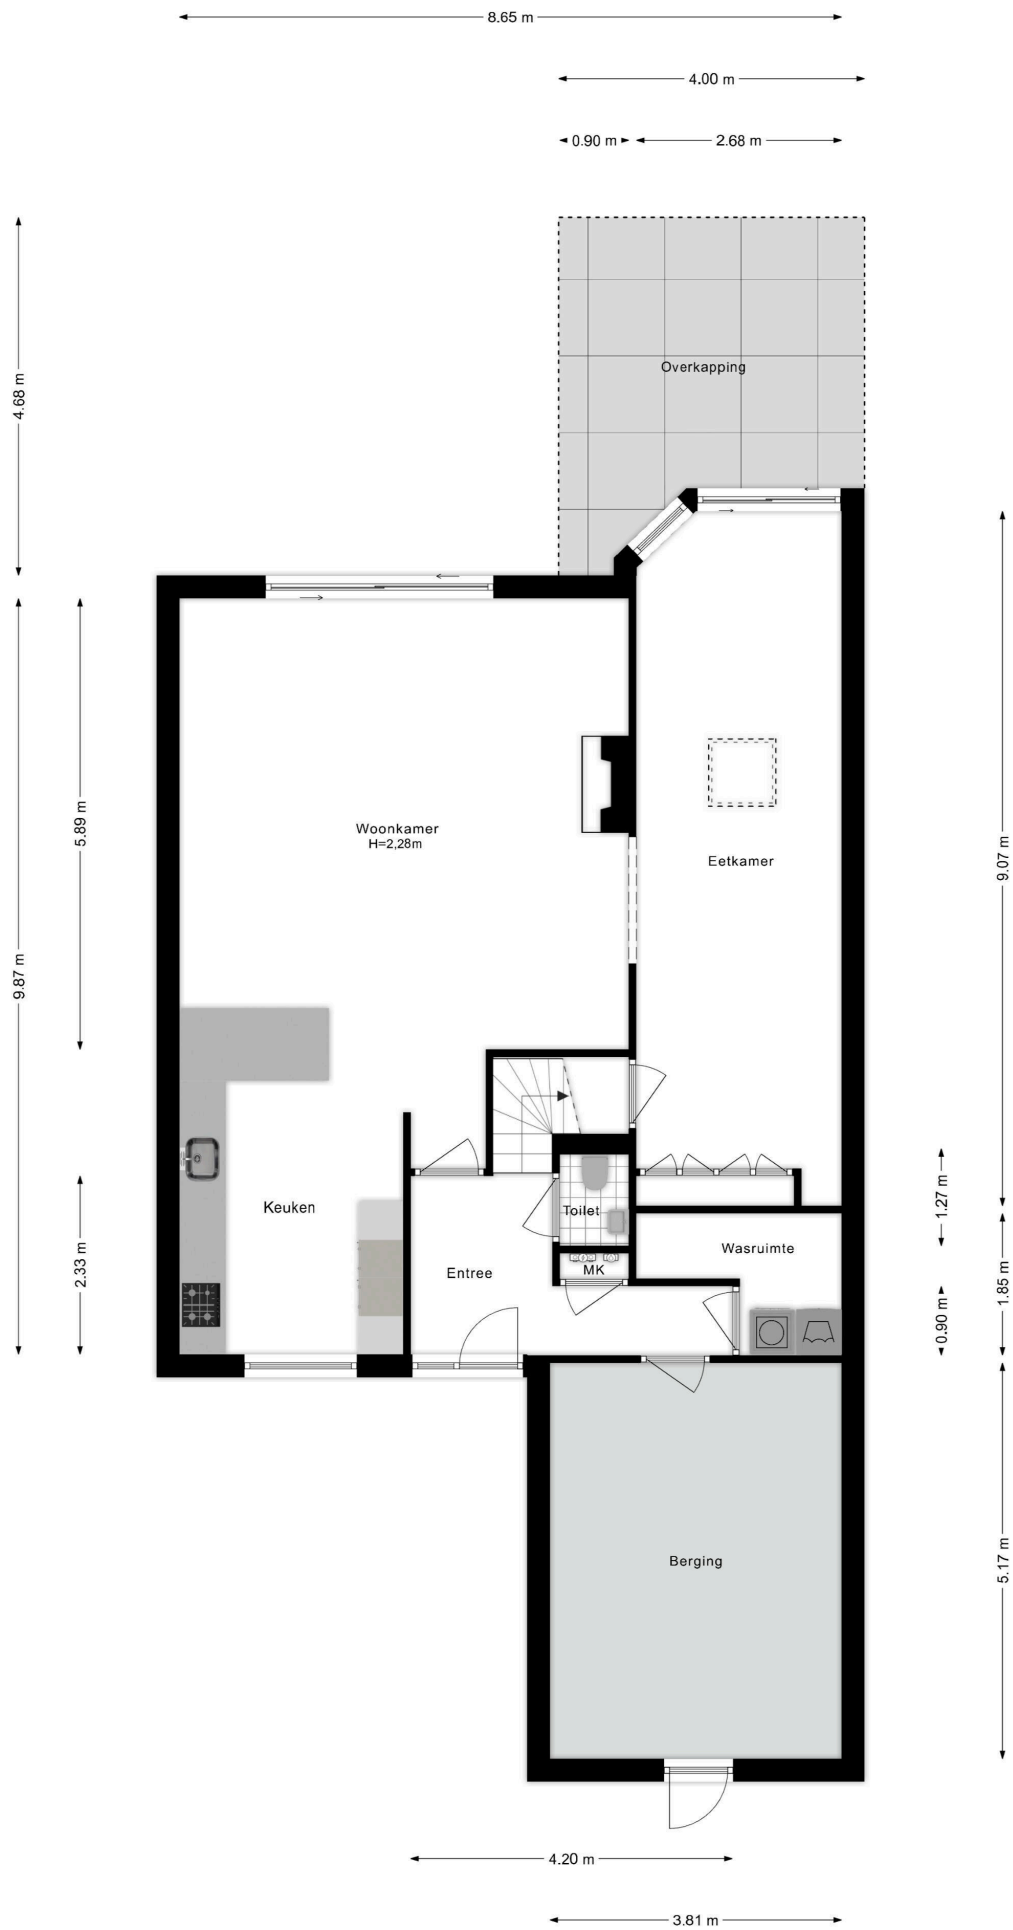 8.65 m
4.00 m
0.90 m
2.68 m
4.68 m
Overkapping
5.89 m
Woonkamer
H=2,28m
Eetkamer
9.07 m
9.87 m
Keuken
Toilet
1.27 m
Wasruimte
2.33 m
Entree
MK
1.85 m
0.90 m
Berging
5.17 m
4.20 m
3.81 m